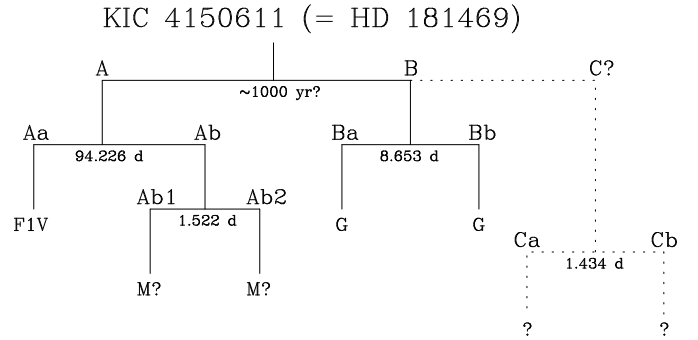 KIC 4150611 (= HD 181469)
A B C?
~1000 yr?
Aa Ab Ba Bb
94.226 d 8.653 d
Ab1 Ab2
F1V 1.522 d G G
Ca Cb
1.434 d
M? M?
? ?